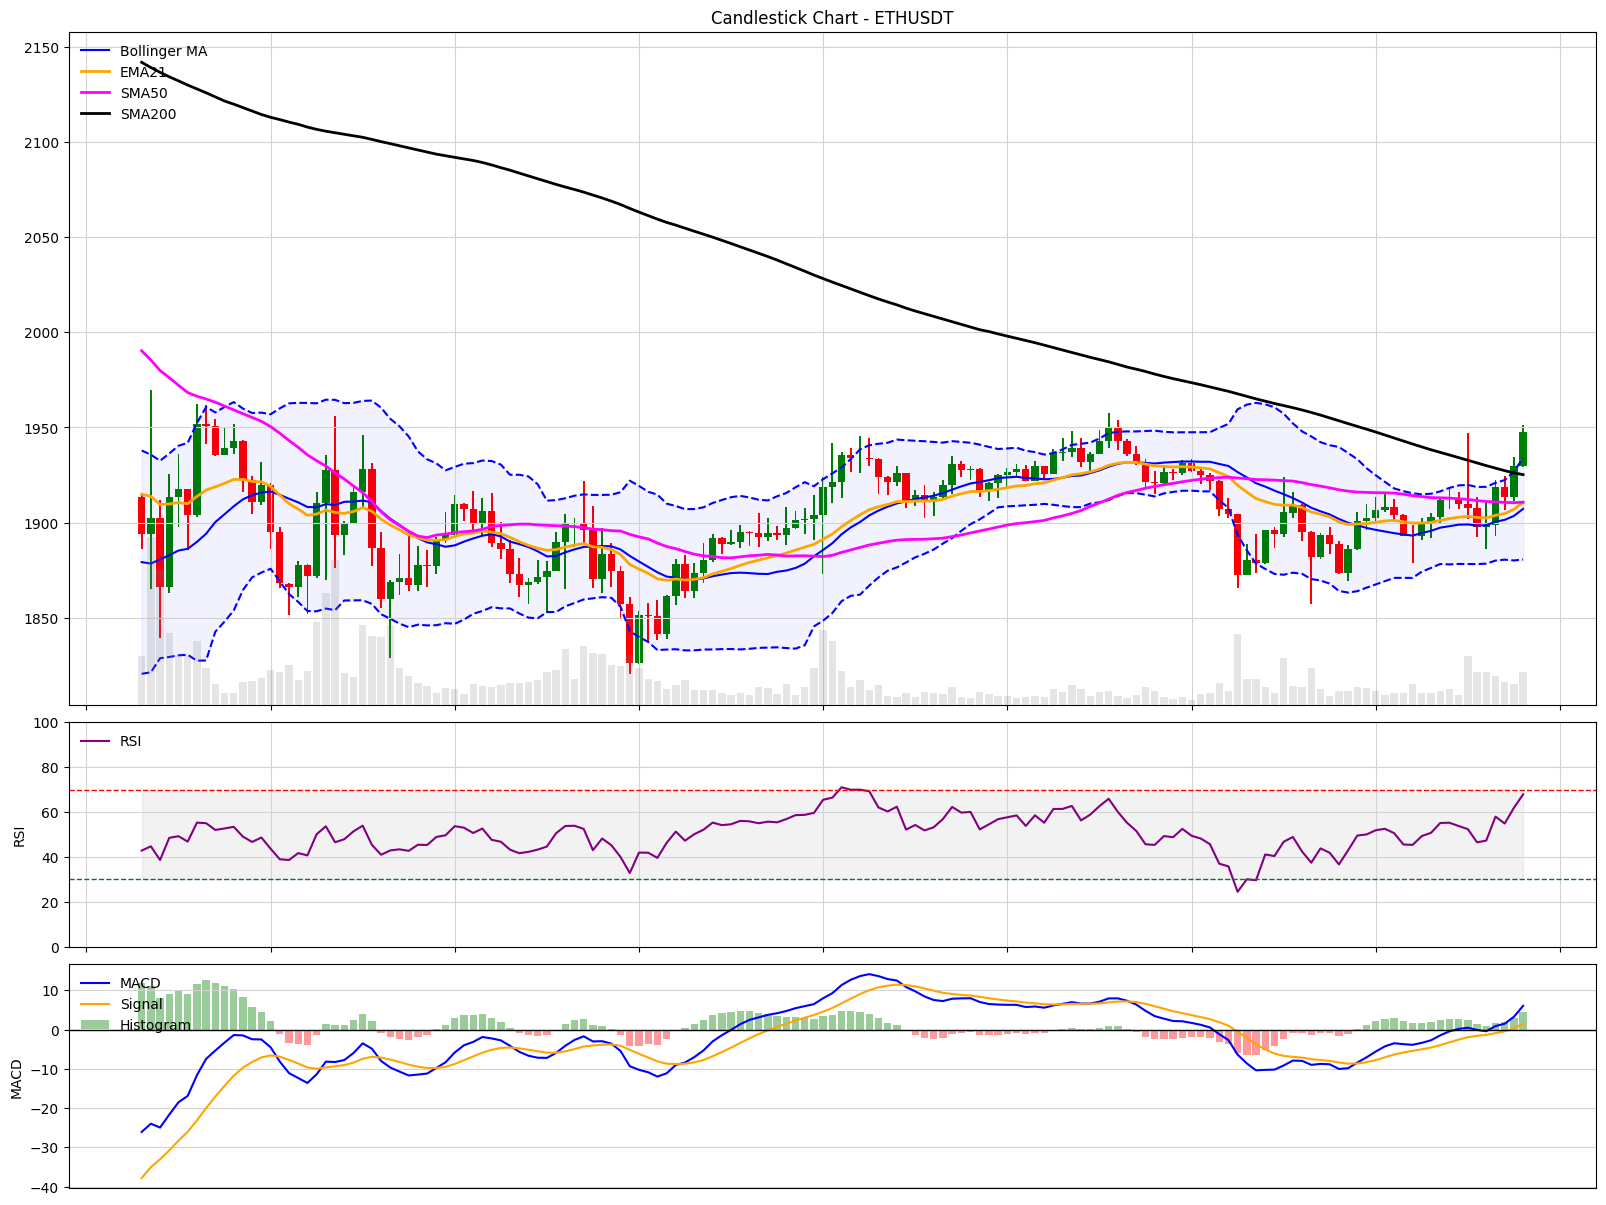 Candlestick Chart - ETHUSDT
2150
2100
2050
2000
1950
1900
1850
Bollinger MA
EMA21
SMA50
SMA200
100
80
60
40
20
0
RSI
RSI
10
0
−10
−20
−30
−40
MACD
MACD
Signal
Histogram